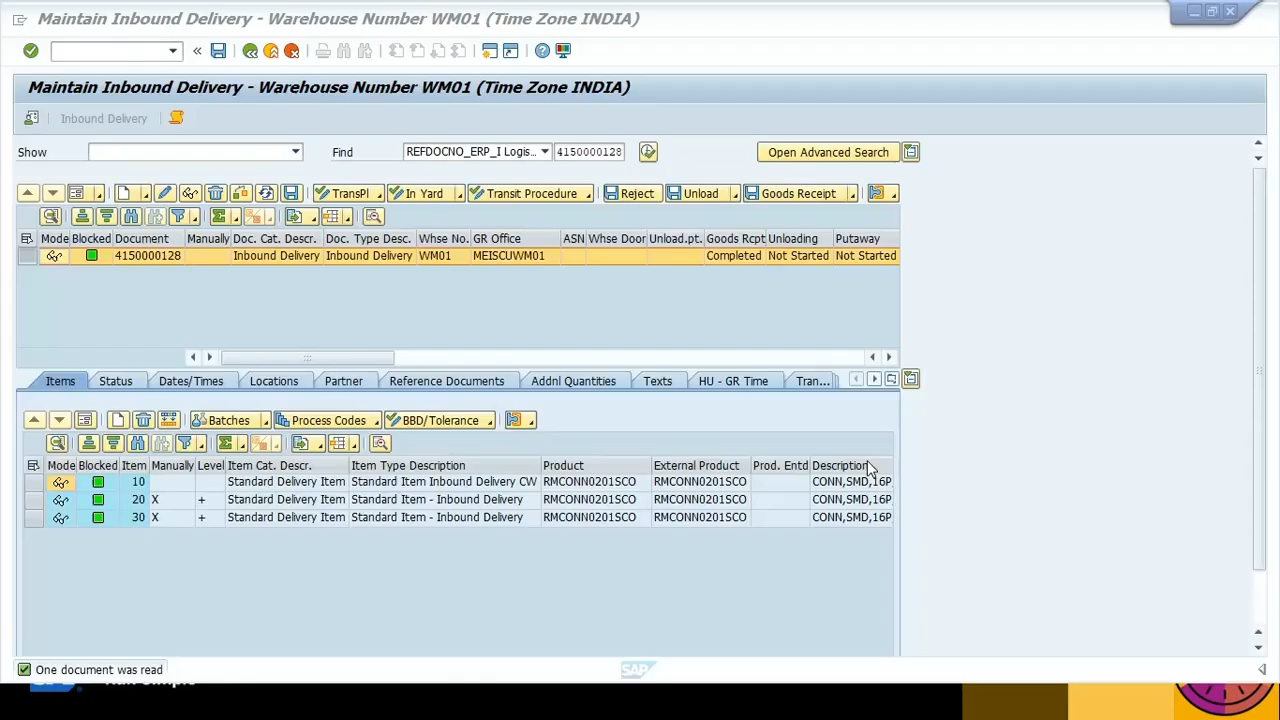 Maintain Inbound Delivery - Warehouse Number WM01 (Time Zone INDIA)
Maintain Inbound Delivery - Warehouse Number WM01 (Time Zone INDIA)
Inbound Delivery
Show Find REFDOCNO_ERP_I Logis... 4150000128 Open Advanced Search
TransPl In Yard Transit Procedure Reject Unload Goods Receipt
Mode Blocked Document Manually Doc. Cat. Descr. Doc. Type Desc. Whse No. GR Office ASN Whse Door Unload.pt. Goods Rcpt Unloading Putaway
4150000128 Inbound Delivery Inbound Delivery WM01 MEISCUWM01 Completed Not Started Not Started
Items Status Dates/Times Locations Partner Reference Documents Addnl Quantities Texts HU - GR Time Tran...
Batches Process Codes BBD/Tolerance
Mode Blocked Item Manually Level Item Cat. Descr. Item Type Description Product External Product Prod. Entd Description
10 Standard Delivery Item Standard Item Inbound Delivery CW RMCONN0201SCO RMCONN0201SCO CONN,SMD,16P,
20 X + Standard Delivery Item Standard Item - Inbound Delivery RMCONN0201SCO RMCONN0201SCO CONN,SMD,16P,
30 X + Standard Delivery Item Standard Item - Inbound Delivery RMCONN0201SCO RMCONN0201SCO CONN,SMD,16P,
One document was read
SAP